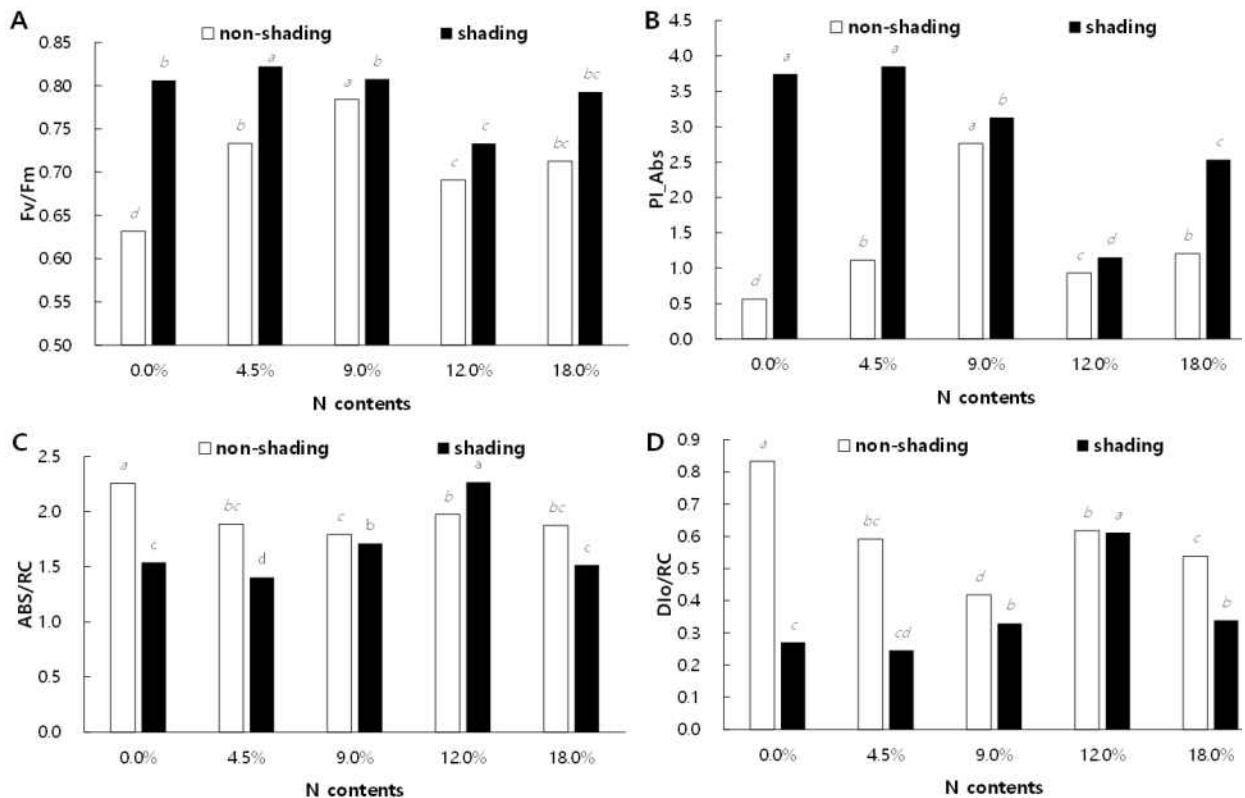 A
non-shading shading
0.85
0.80
0.75
0.70
0.65
0.60
0.55
0.50
Fv/Fm
d b b a a b c c bc bc
0.0% 4.5% 9.0% 12.0% 18.0%
N contents
B
non-shading shading
4.5
4.0
3.5
3.0
2.5
2.0
1.5
1.0
0.5
0.0
PI_Abs
d a b a a b c d b c
0.0% 4.5% 9.0% 12.0% 18.0%
N contents
C
non-shading shading
2.5
2.0
1.5
1.0
0.5
0.0
ABS/RC
a c bc d c b b a bc c
0.0% 4.5% 9.0% 12.0% 18.0%
N contents
D
non-shading shading
0.9
0.8
0.7
0.6
0.5
0.4
0.3
0.2
0.1
0.0
DIo/RC
a c bc cd d b b a c b
0.0% 4.5% 9.0% 12.0% 18.0%
N contents